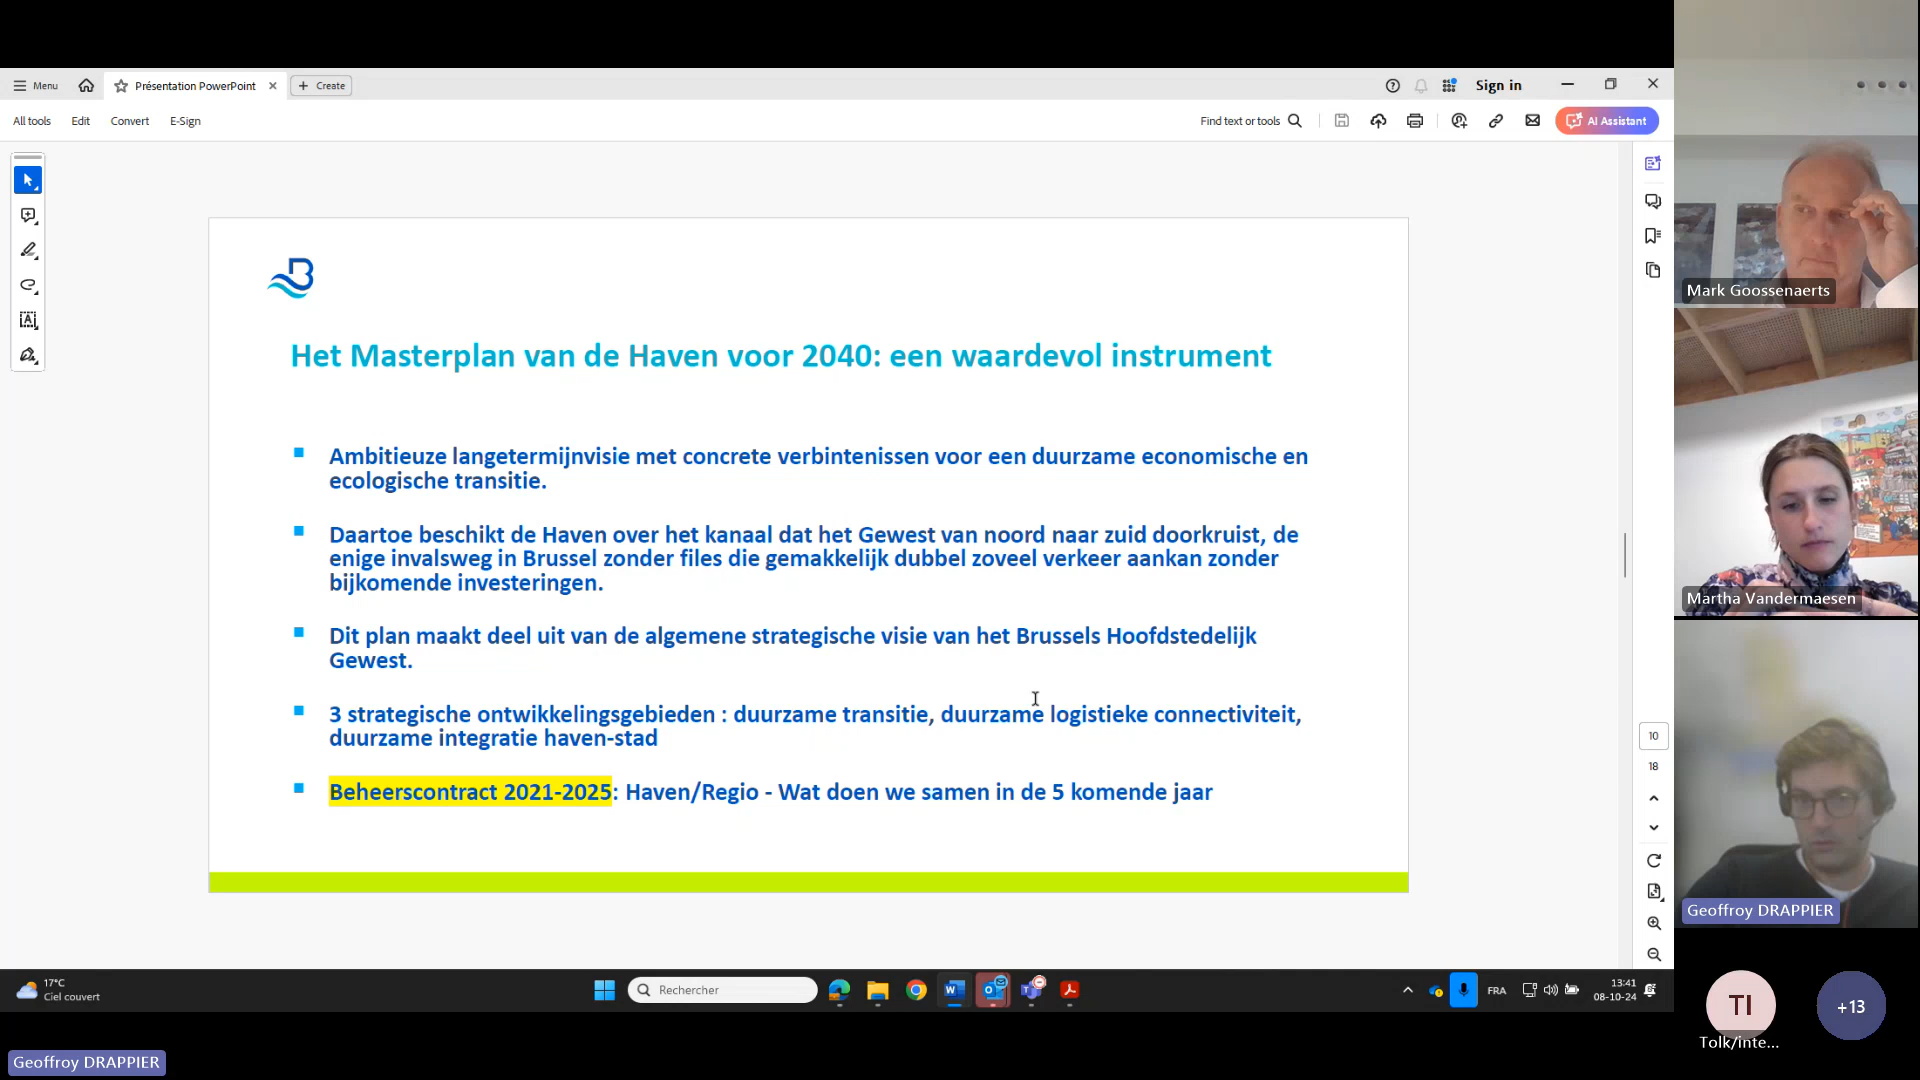 Menu
Présentation PowerPoint
Create
Sign in
All tools
Edit
Convert
E-Sign
Find text or tools
AI Assistant
B
Het Masterplan van de Haven voor 2040: een waardevol instrument
Ambitieuze langetermijnvisie met concrete verbintenissen voor een duurzame economische en
ecologische transitie.
Daartoe beschikt de Haven over het kanaal dat het Gewest van noord naar zuid doorkruist, de
enige invalsweg in Brussel zonder files die gemakkelijk dubbel zoveel verkeer aankan zonder
bijkomende investeringen.
Dit plan maakt deel uit van de algemene strategische visie van het Brussels Hoofdstedelijk
Gewest.
3 strategische ontwikkelingsgebieden : duurzame transitie, duurzame logistieke connectiviteit,
duurzame integratie haven-stad
Beheerscontract 2021-2025: Haven/Regio - Wat doen we samen in de 5 komende jaar
10
18
17°C
Ciel couvert
Rechercher
FRA
13:41
08-10-24
Mark Goossenaerts
Martha Vandermaesen
Geoffroy DRAPPIER
TI
Tolk/inte...
+13
Geoffroy DRAPPIER